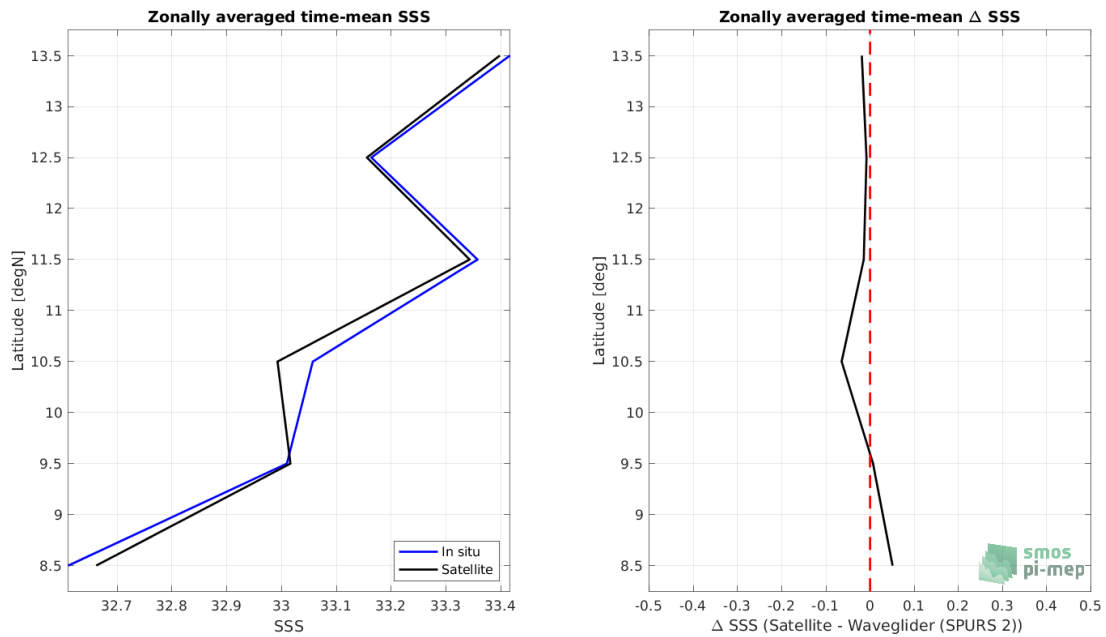 Zonally averaged time-mean SSS
13.5
13
12.5
12
11.5
11
10.5
10
9.5
9
8.5
Latitude [degN]
32.7 32.8 32.9 33 33.1 33.2 33.3 33.4
SSS
In situ
Satellite
Zonally averaged time-mean Δ SSS
13.5
13
12.5
12
11.5
11
10.5
10
9.5
9
8.5
Latitude [deg]
-0.5 -0.4 -0.3 -0.2 -0.1 0 0.1 0.2 0.3 0.4 0.5
Δ SSS (Satellite - Waveglider (SPURS 2))
smos
pi-mep